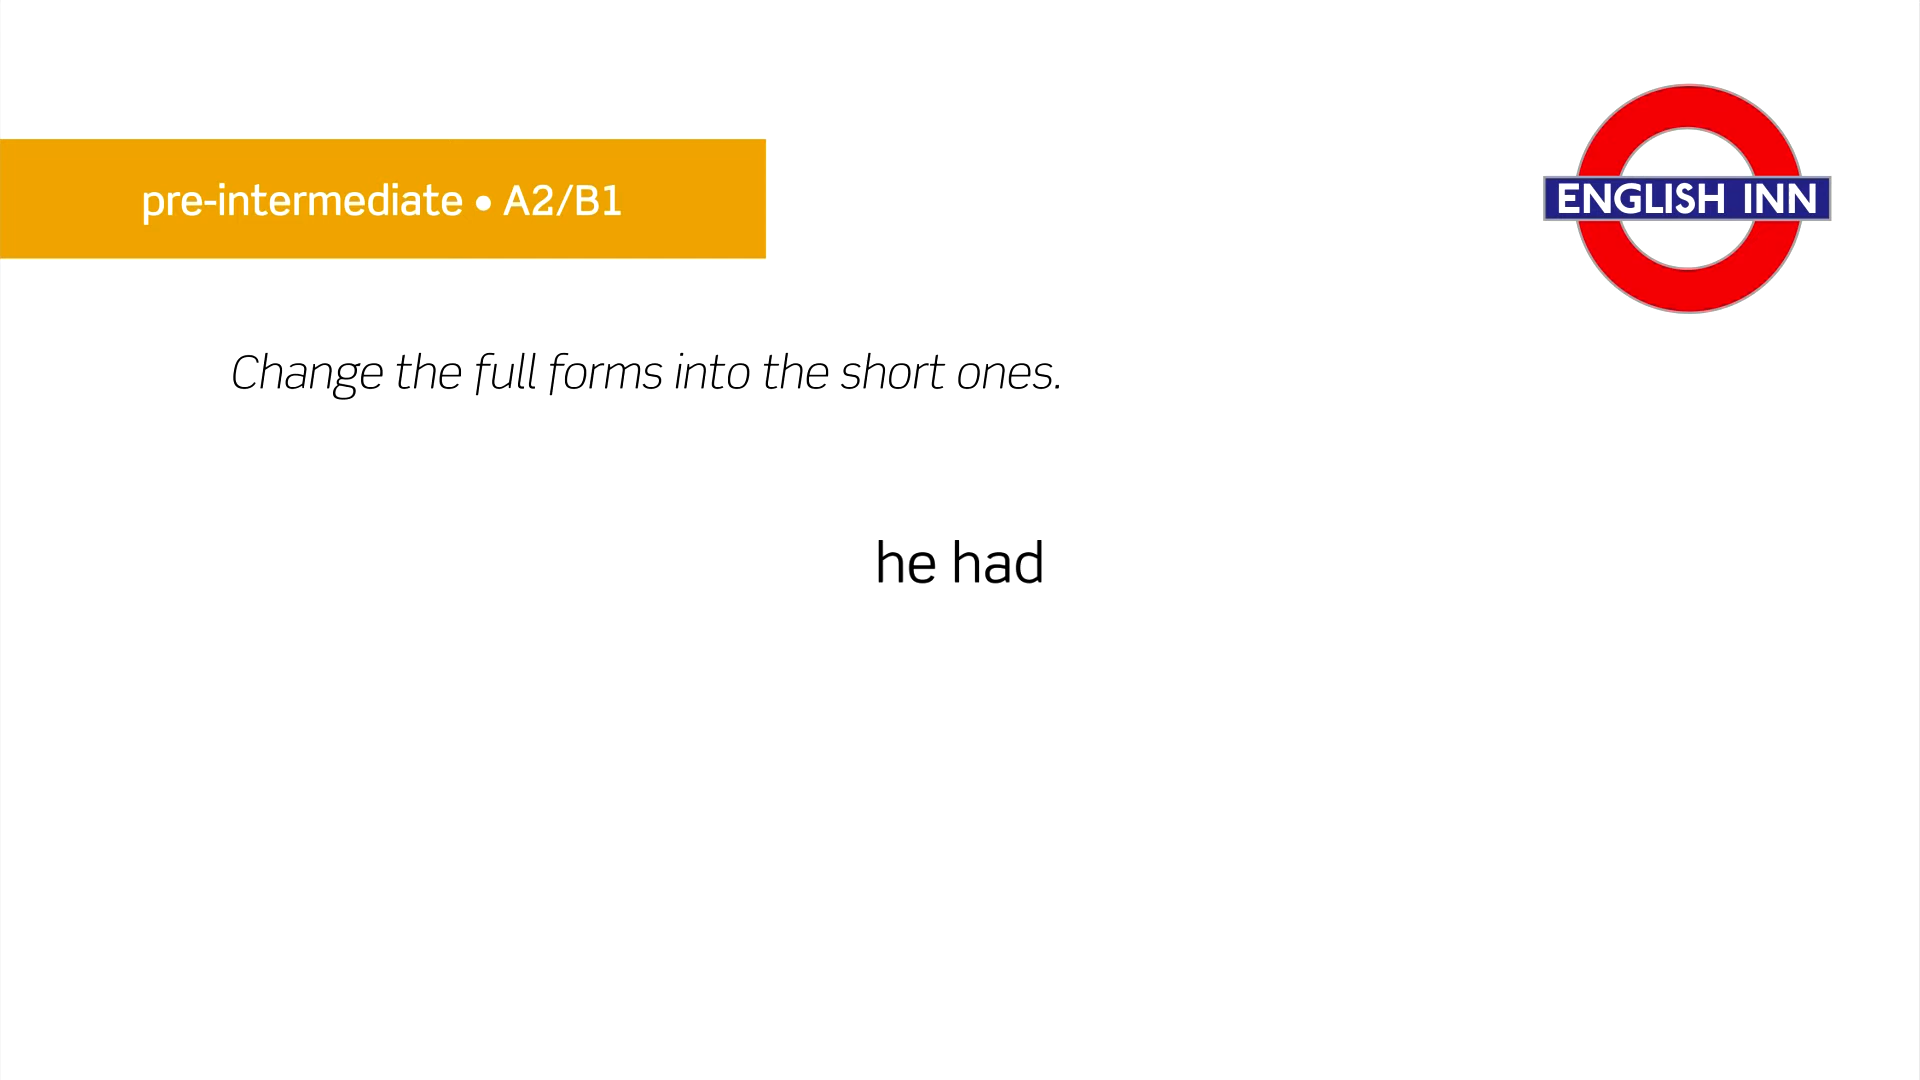 ENGLISH INN
pre-intermediate • A2/B1
Change the full forms into the short ones.
he had